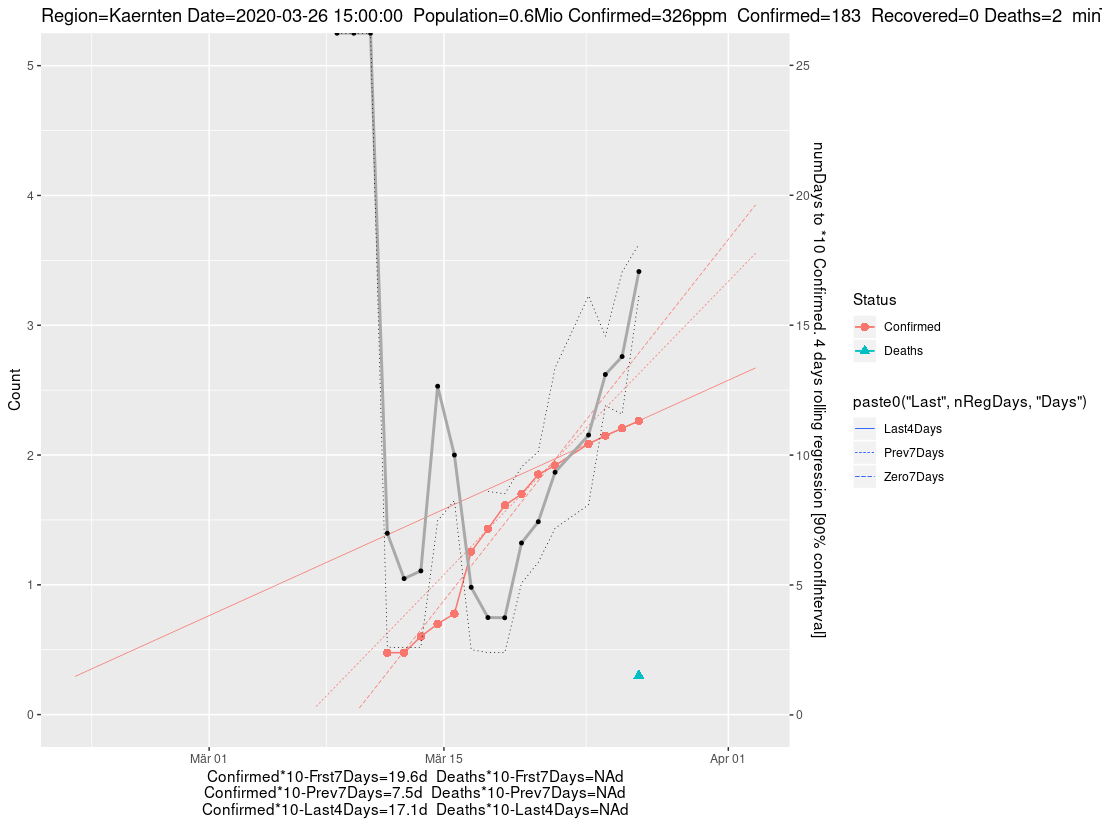 Region=Kaernten Date=2020-03-26 15:00:00  Population=0.6Mio Confirmed=326ppm  Confirmed=183  Recovered=0 Deaths=2  min
5
4
3
2
1
0
Count
25
20
15
10
5
0
numDays to *10 Confirmed, 4 days rolling regression [90% confInterval]
Mär 01
Mär 15
Apr 01
Confirmed*10-Frst7Days=19.6d  Deaths*10-Frst7Days=NAd
Confirmed*10-Prev7Days=7.5d  Deaths*10-Prev7Days=NAd
Confirmed*10-Last4Days=17.1d  Deaths*10-Last4Days=NAd
Status
Confirmed
Deaths
paste0("Last", nRegDays, "Days")
Last4Days
Prev7Days
Zero7Days